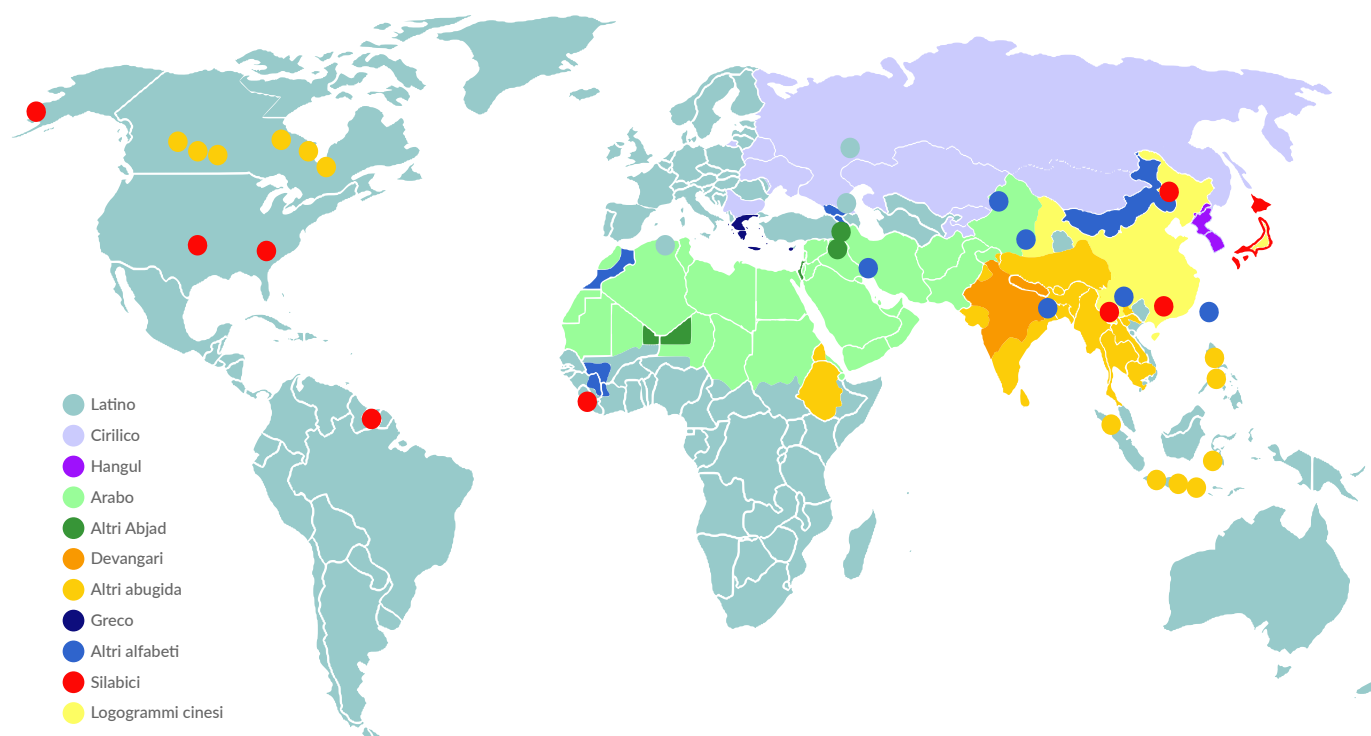 Latino
Cirilico
Hangul
Arabo
Altri Abjad
Devangari
Altri abugida
Greco
Altri alfabeti
Silabici
Logogrammi cinesi